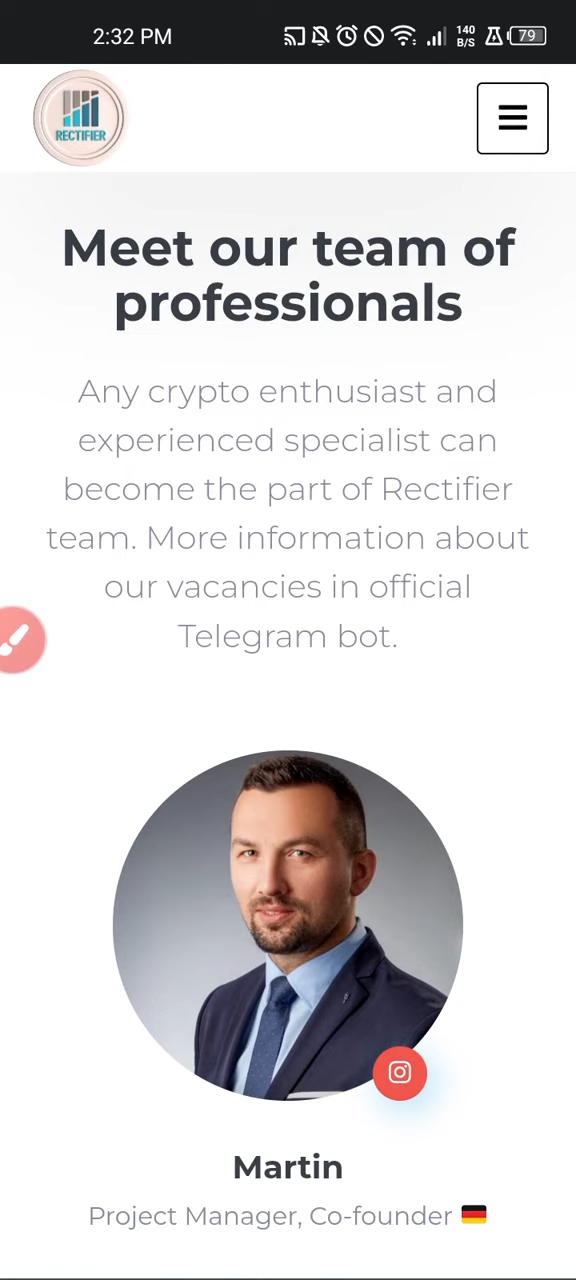 2:32 PM
140
B/S
79
RECTIFIER
Meet our team of
professionals
Any crypto enthusiast and
experienced specialist can
become the part of Rectifier
team. More information about
our vacancies in official
Telegram bot.
Martin
Project Manager, Co-founder 🇩🇪